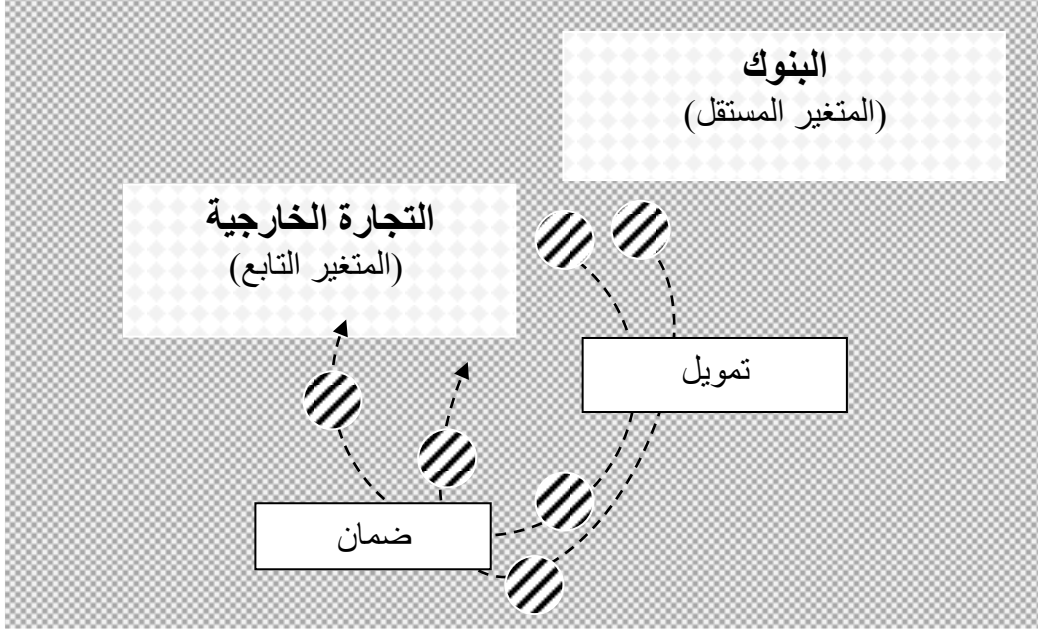 البنوك
(المتغير المستقل)
التجارة الخارجية
(المتغير التابع)
تمويل
ضمان